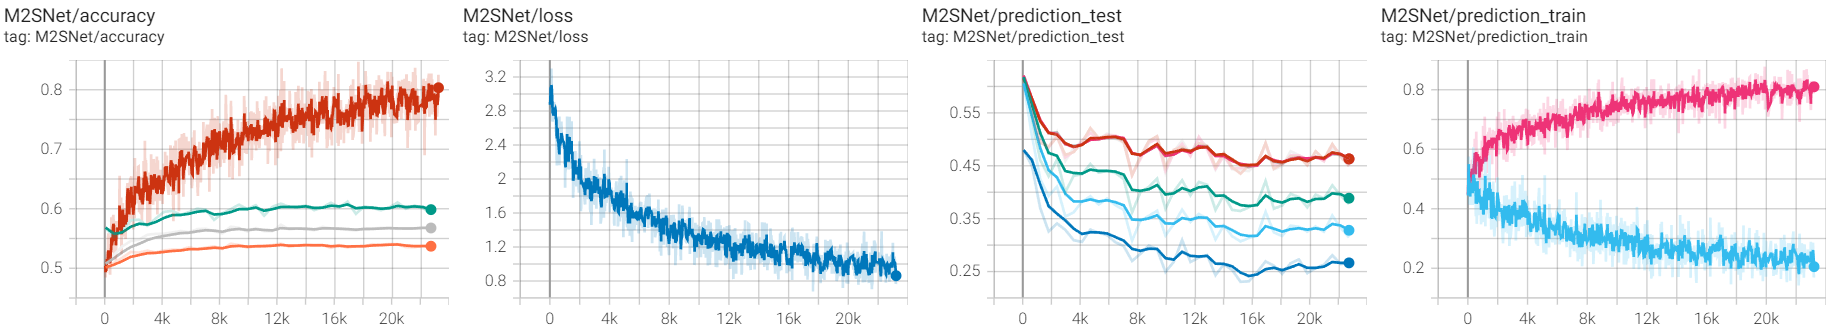 M2SNet/accuracy
tag: M2SNet/accuracy
0.8
0.7
0.6
0.5
0 4k 8k 12k 16k 20k
M2SNet/loss
tag: M2SNet/loss
3.2
2.8
2.4
2
1.6
1.2
0.8
0 4k 8k 12k 16k 20k
M2SNet/prediction_test
tag: M2SNet/prediction_test
0.55
0.45
0.35
0.25
0 4k 8k 12k 16k 20k
M2SNet/prediction_train
tag: M2SNet/prediction_train
0.8
0.6
0.4
0.2
0 4k 8k 12k 16k 20k